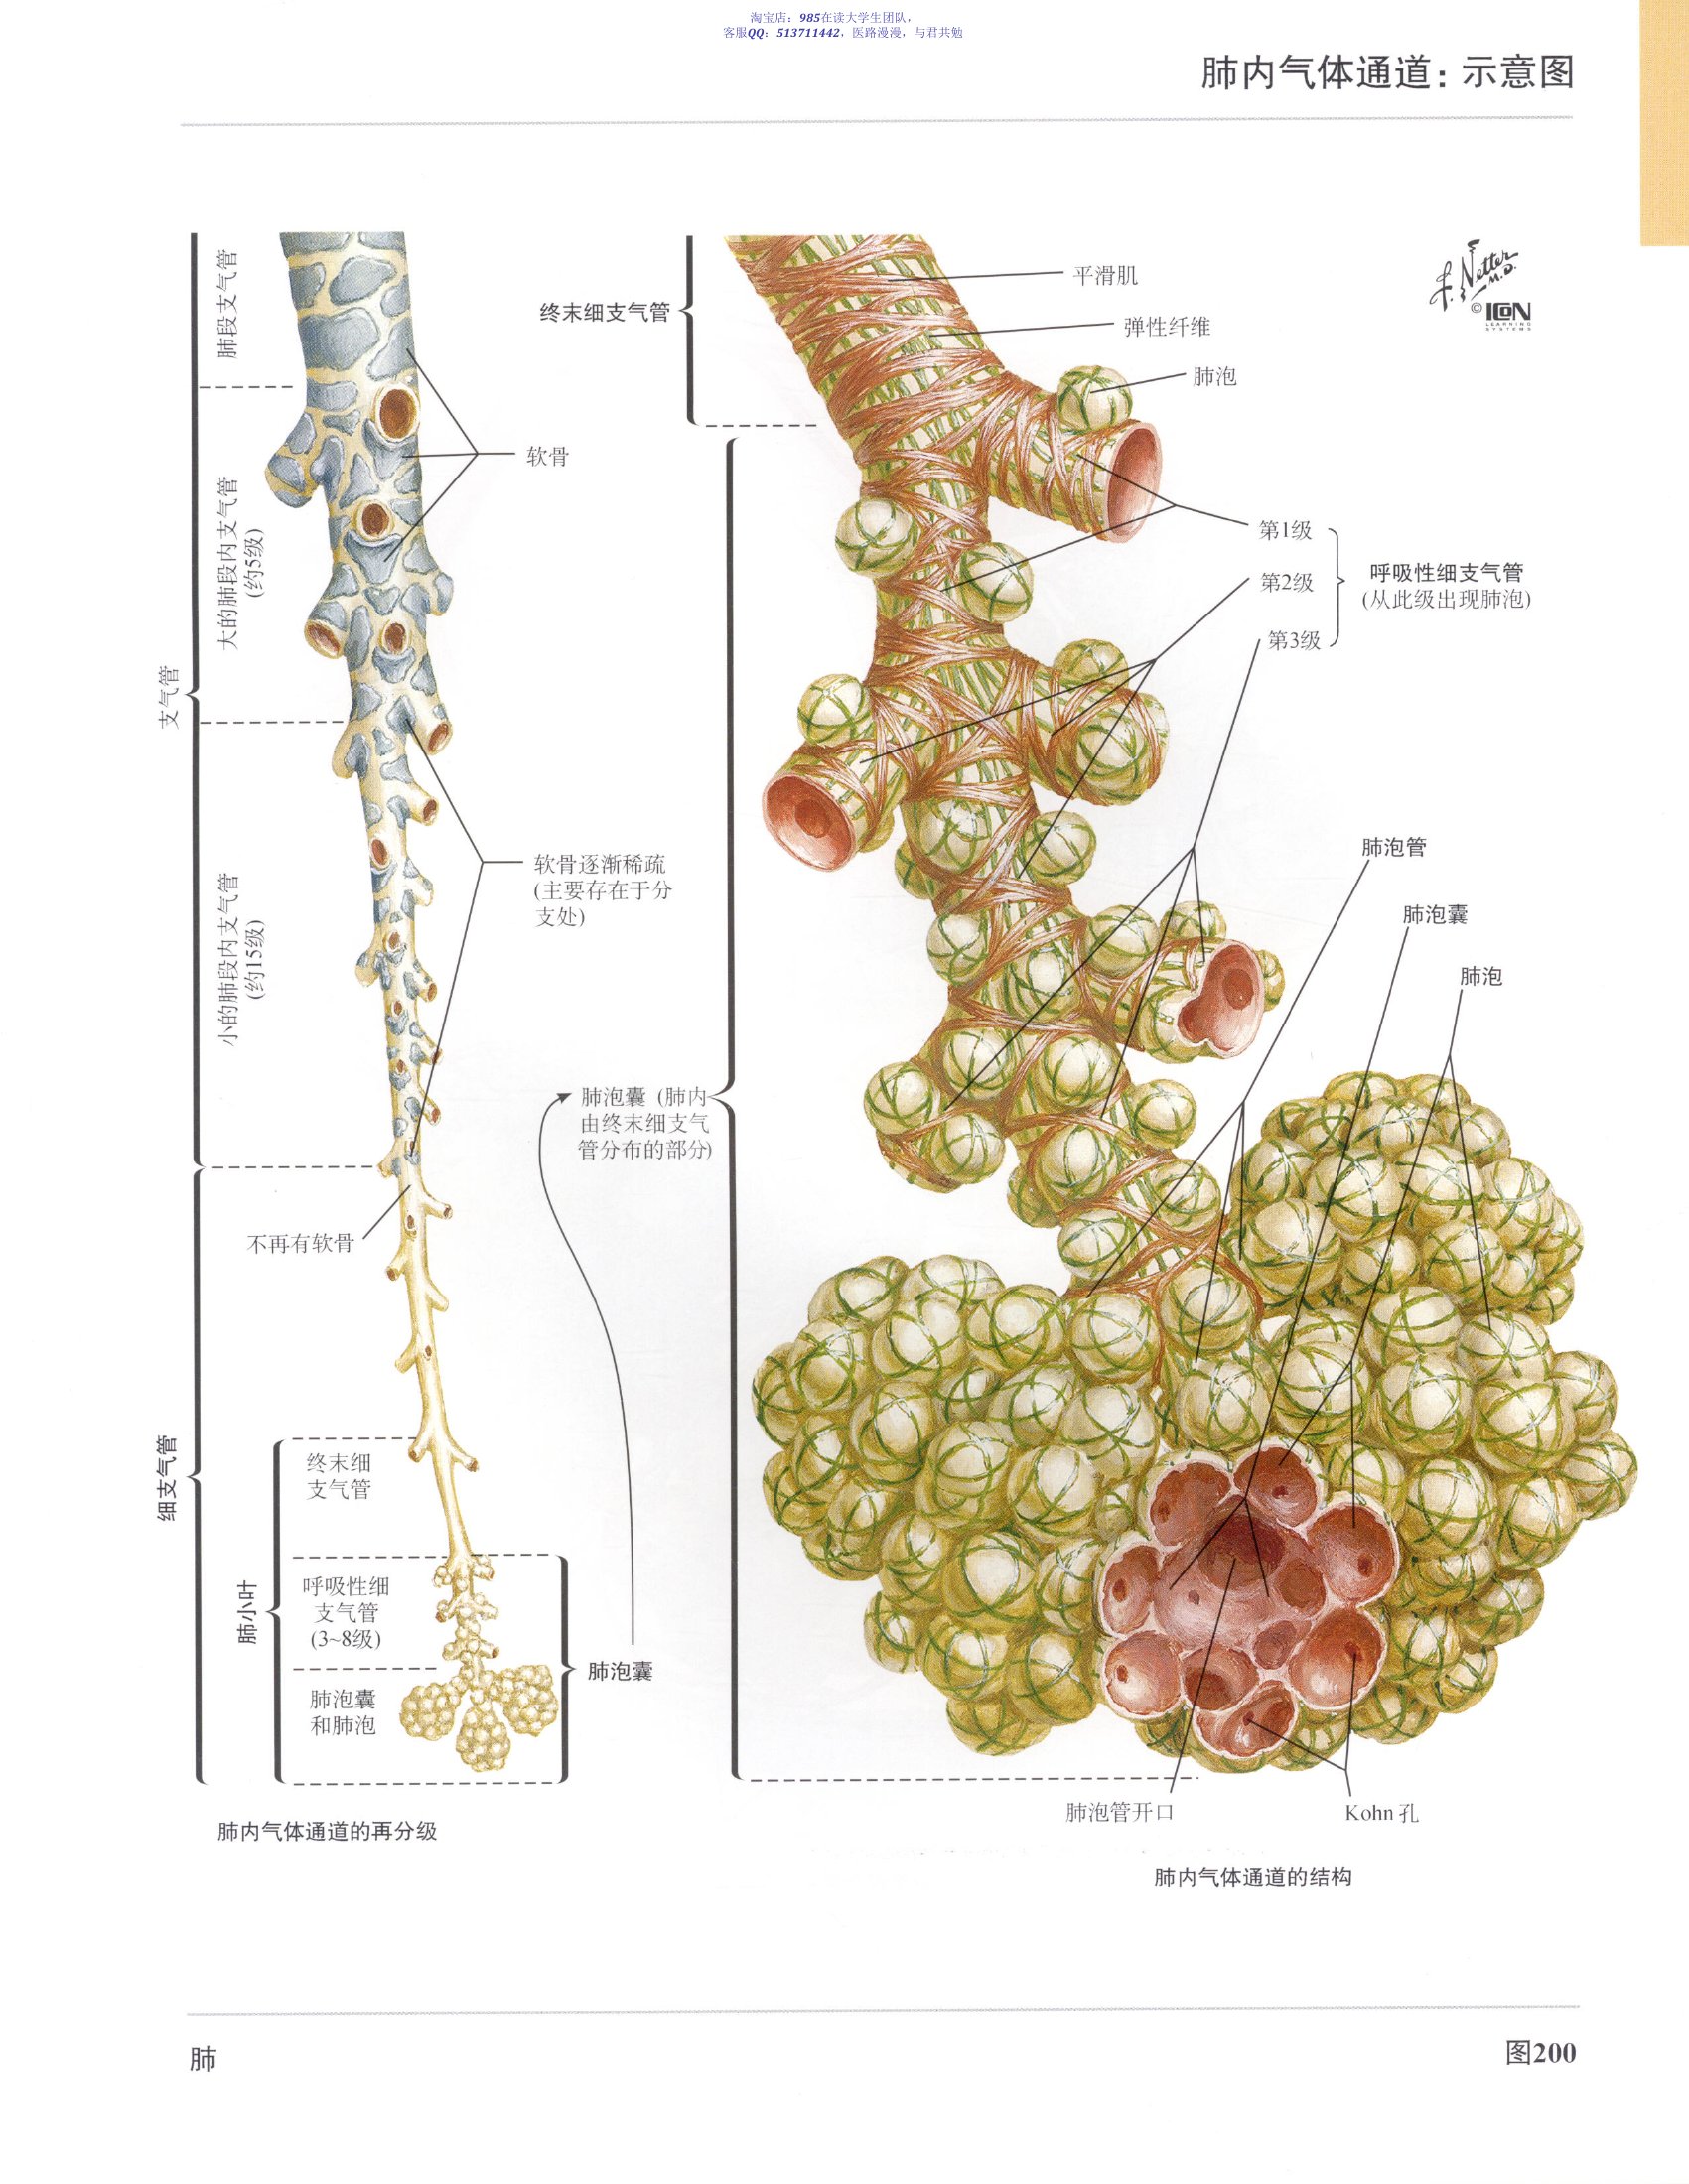 淘宝店：985在读大学生团队，
客服QQ：513711442，医路漫漫，与君共勉
肺内气体通道：示意图
肺段支气管
大的肺段内支气管
(约5级)
支气管
小的肺段内支气管
(约15级)
软骨
软骨逐渐稀疏
(主要存在于分
支处)
不再有软骨
细支气管
肺小叶
终末细
支气管
呼吸性细
支气管
(3~8级)
肺泡囊
和肺泡
肺泡囊
肺内气体通道的再分级
终末细支气管
平滑肌
弹性纤维
肺泡
第1级
第2级
第3级
呼吸性细支气管
(从此级出现肺泡)
肺泡管
肺泡囊
肺泡
肺泡囊 (肺内
由终末细支气
管分布的部分)
肺泡管开口
Kohn 孔
肺内气体通道的结构
F. Netter
M.D.
© ICON
LEARNING
SYSTEMS
肺
图200